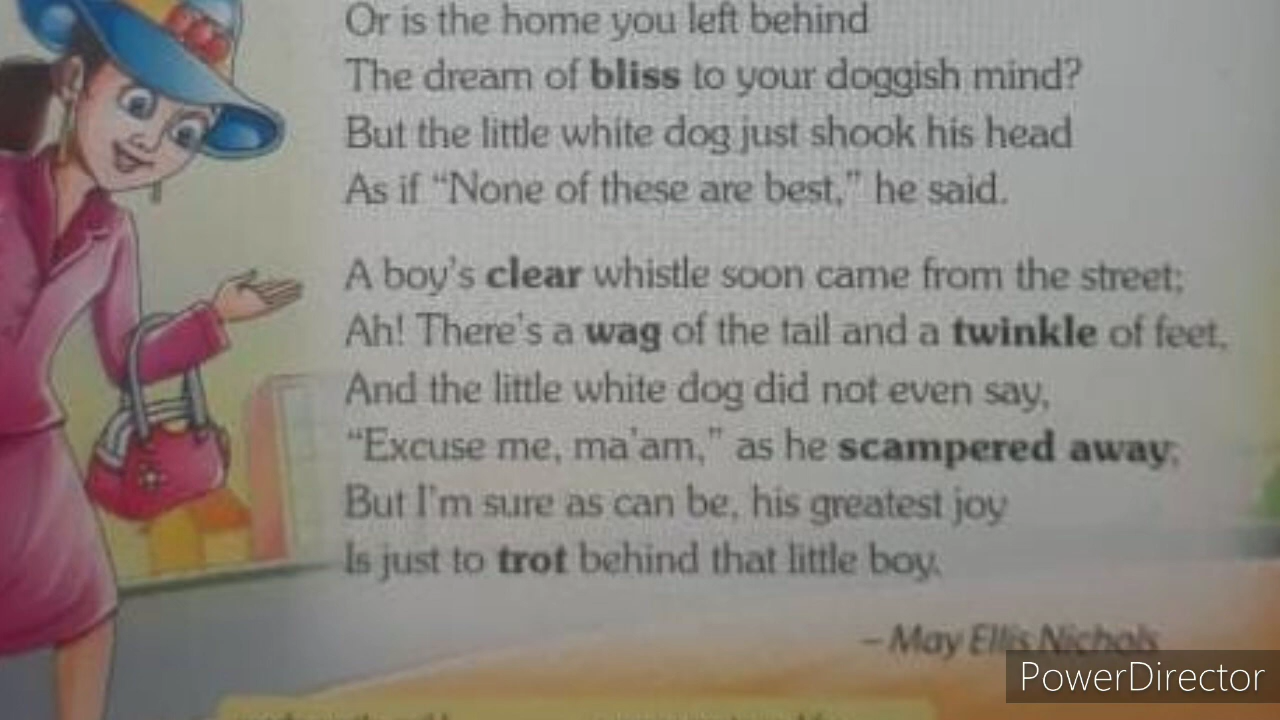 Or is the home you left behind
The dream of bliss to your doggish mind?
But the little white dog just shook his head
As if “None of these are best,” he said.
A boy's clear whistle soon came from the street;
Ah! There's a wag of the tail and a twinkle of feet,
And the little white dog did not even say,
“Excuse me, ma'am,” as he scampered away;
But I'm sure as can be, his greatest joy
Is just to trot behind that little boy.
– May Ellis Nichols
PowerDirector